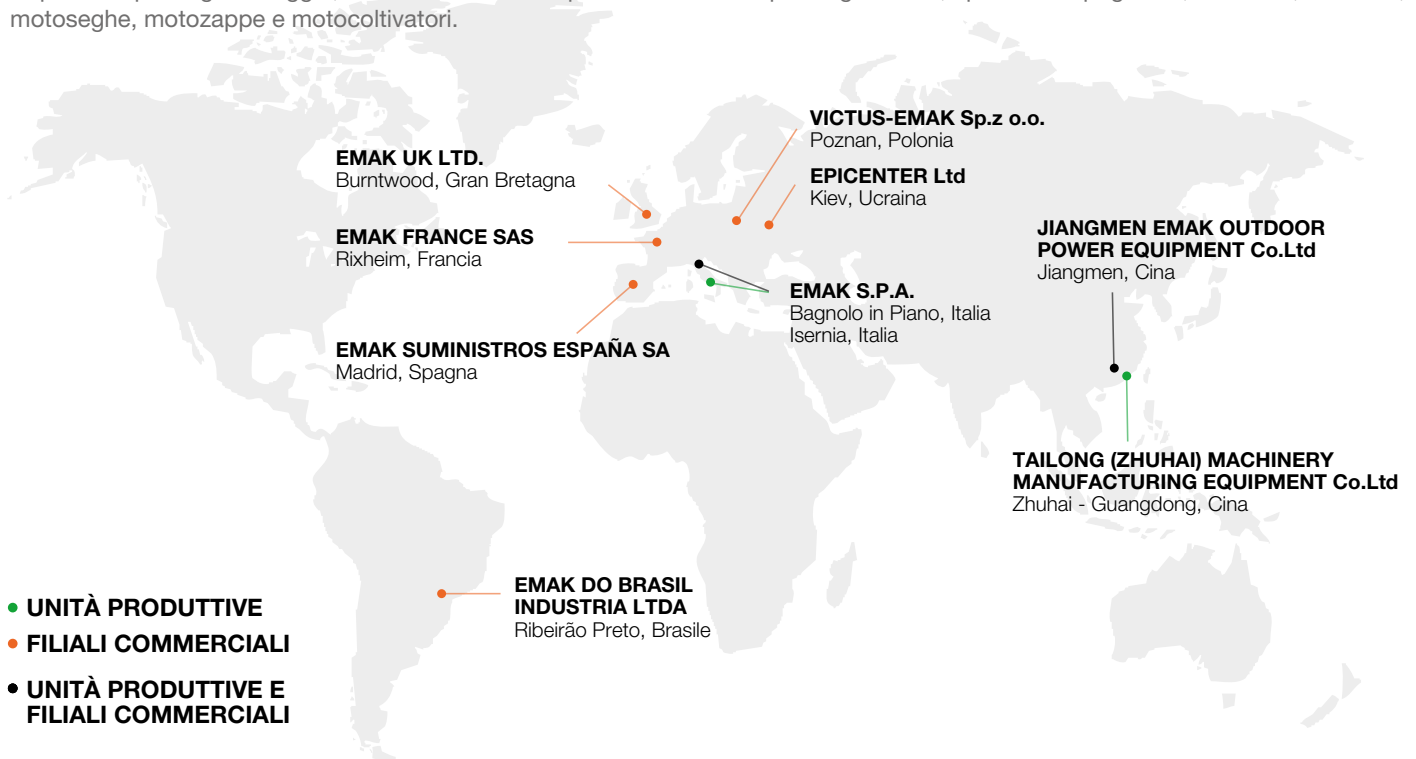 motoseghe, motozappe e motocoltivatori.
VICTUS-EMAK Sp.z o.o.
Poznan, Polonia
EMAK UK LTD.
Burntwood, Gran Bretagna
EPICENTER Ltd
Kiev, Ucraina
EMAK FRANCE SAS
Rixheim, Francia
JIANGMEN EMAK OUTDOOR
POWER EQUIPMENT Co.Ltd
Jiangmen, Cina
EMAK S.P.A.
Bagnolo in Piano, Italia
Isernia, Italia
EMAK SUMINISTROS ESPAÑA SA
Madrid, Spagna
TAILONG (ZHUHAI) MACHINERY
MANUFACTURING EQUIPMENT Co.Ltd
Zhuhai - Guangdong, Cina
EMAK DO BRASIL
INDUSTRIA LTDA
Ribeirão Preto, Brasile
UNITÀ PRODUTTIVE
FILIALI COMMERCIALI
UNITÀ PRODUTTIVE E
FILIALI COMMERCIALI